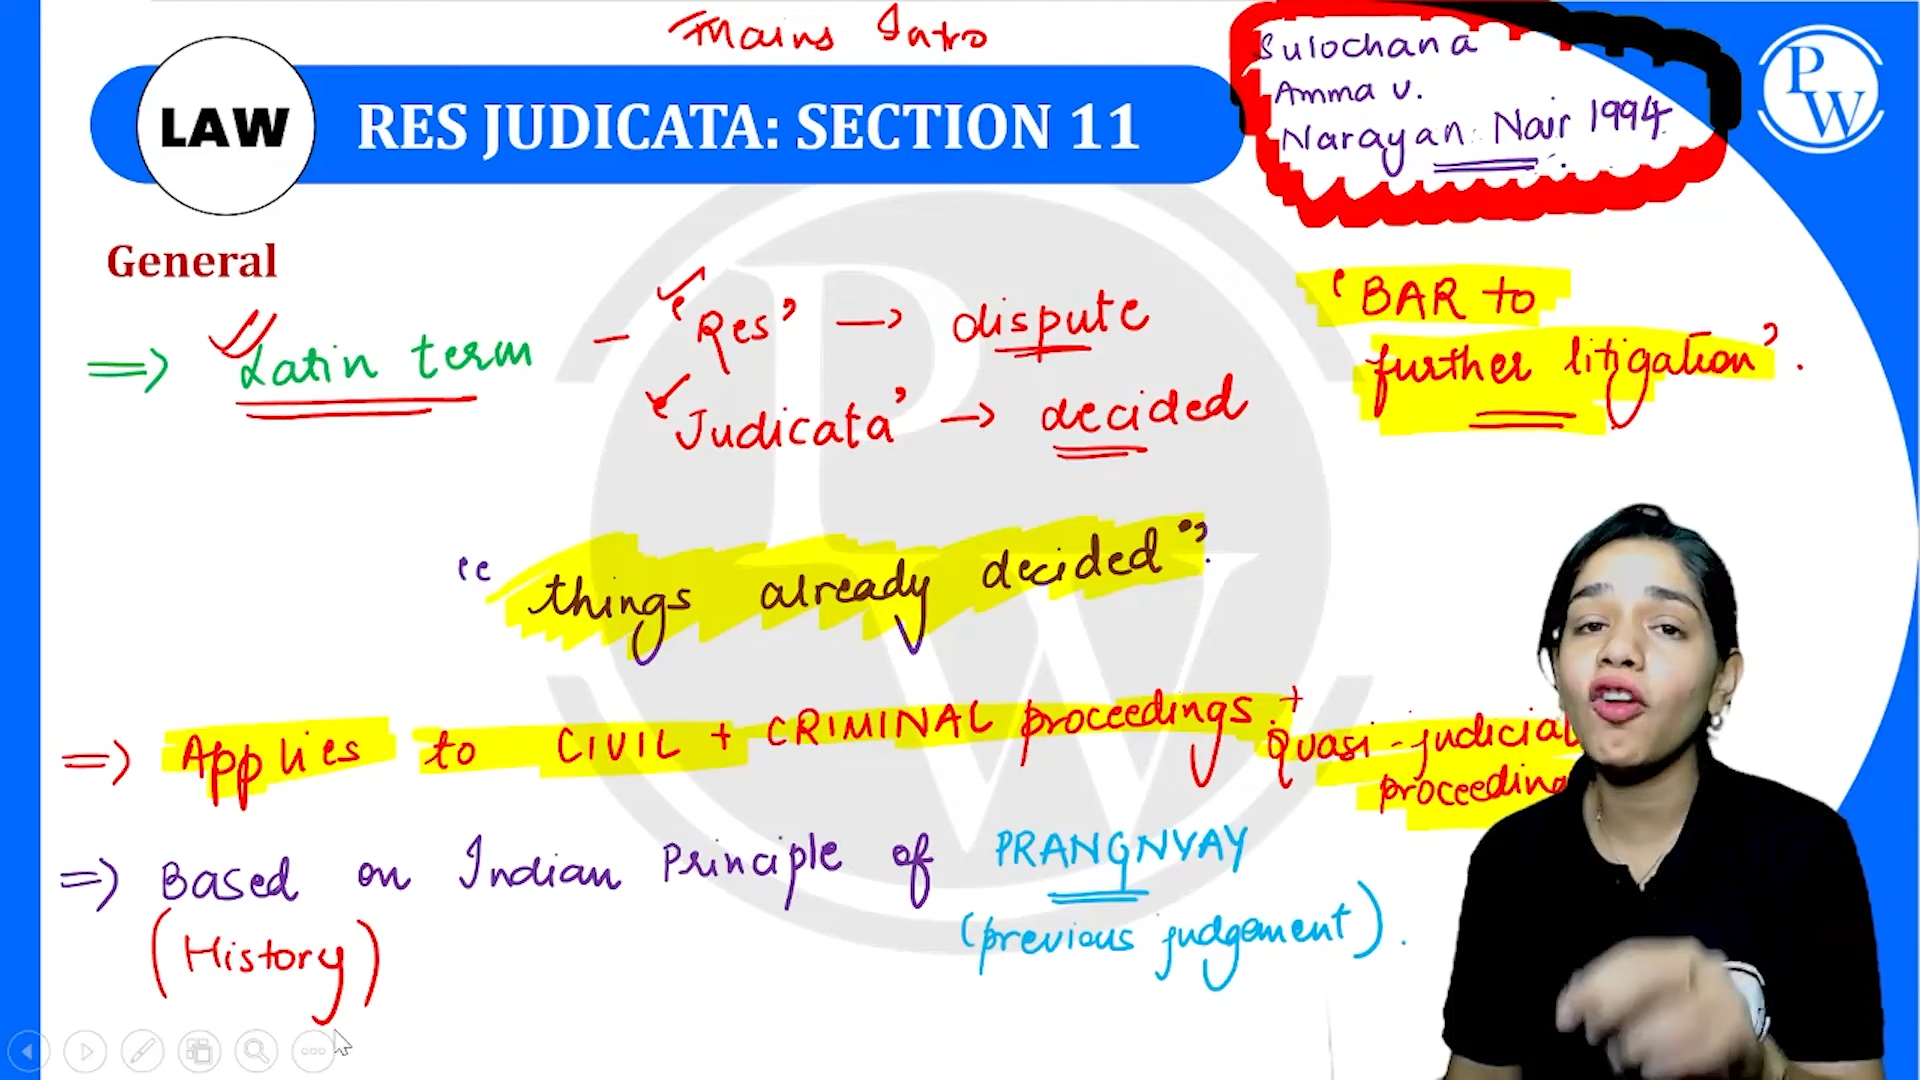 Mains Intro
LAW
RES JUDICATA: SECTION 11
Sulochana
Amma v.
Narayan Nair 1994.
PW
General
=> Latin term - 'Res' -> dispute
'Judicata' -> decided
'BAR to
further litigation'.
"things already decided".
=> Applies to CIVIL + CRIMINAL proceedings +
Quasi-judicial
proceeding
=> Based on Indian Principle of PRANGNYAY
(History)
(previous judgement).